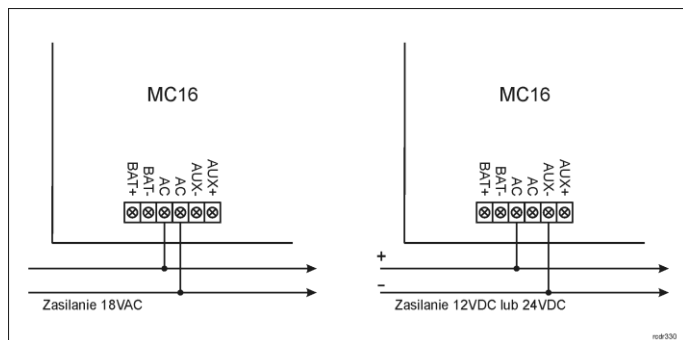 MC16
BAT+
BAT-
AC
AC
AUX-
AUX+
Zasilanie 18VAC
MC16
BAT+
BAT-
AC
AC
AUX-
AUX+
+
-
Zasilanie 12VDC lub 24VDC
rodr330